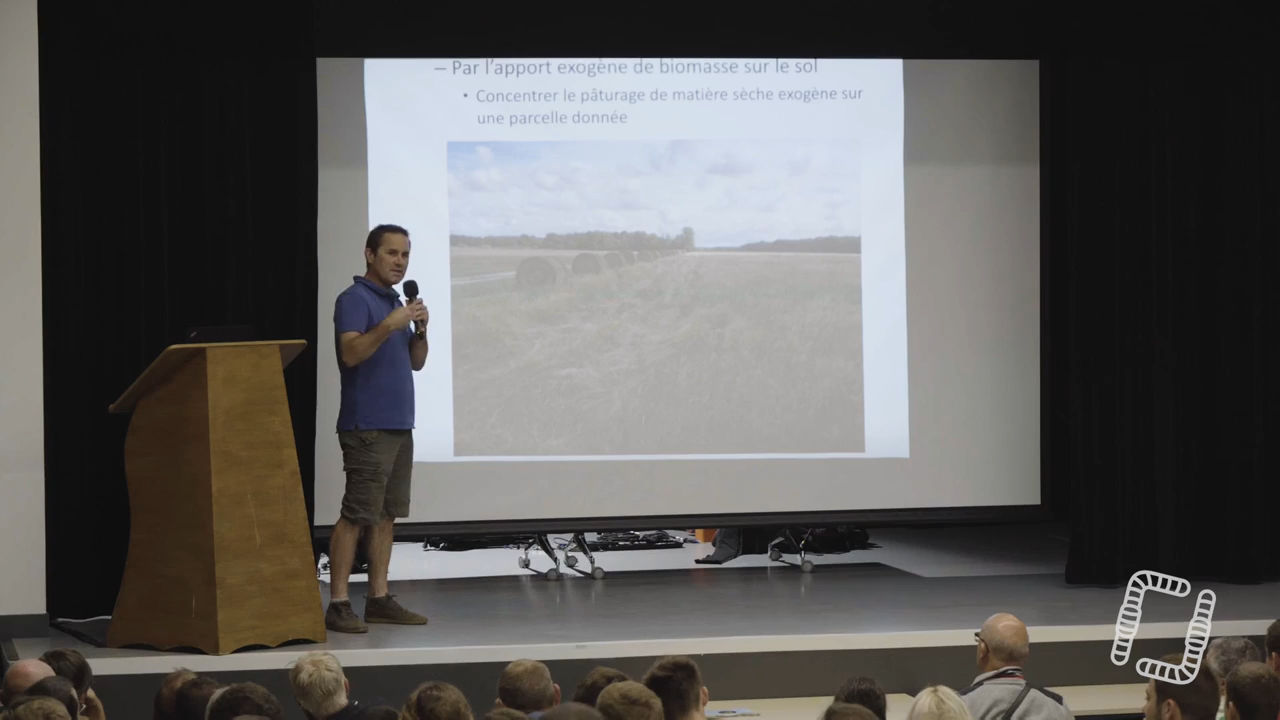 – Par l'apport exogène de biomasse sur le sol
• Concentrer le pâturage de matière sèche exogène sur
une parcelle donnée